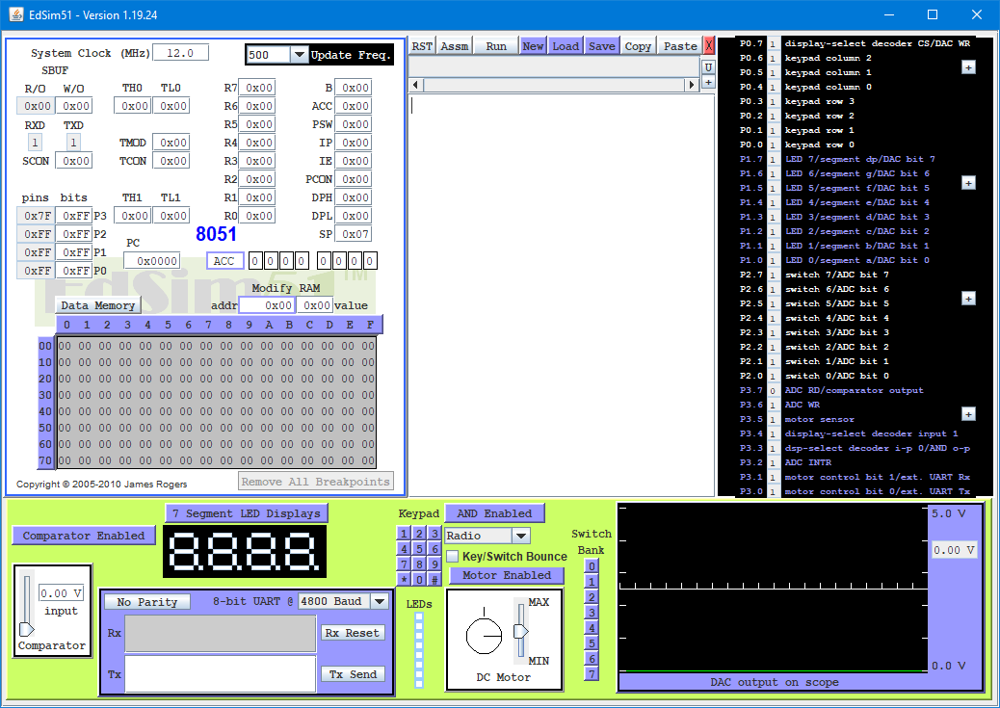 EdSim51 - Version 1.19.24
System Clock (MHz) 12.0
500 Update Freq.
SBUF
R/O W/O
0x00 0x00
TH0 TL0
0x00 0x00
RXD TXD
1 1
TMOD 0x00
SCON 0x00
TCON 0x00
pins bits
0x7F 0xFF P3
0xFF 0xFF P2
0xFF 0xFF P1
0xFF 0xFF P0
TH1 TL1
0x00 0x00
R7 0x00
R6 0x00
R5 0x00
R4 0x00
R3 0x00
R2 0x00
R1 0x00
R0 0x00
B 0x00
ACC 0x00
PSW 0x00
IP 0x00
IE 0x00
PCON 0x00
DPH 0x00
DPL 0x00
SP 0x07
8051
PC
0x0000
ACC 0 0 0 0 0 0 0 0
EdSim51 TM
Modify RAM
Data Memory
addr 0x00 0x00 value
0 1 2 3 4 5 6 7 8 9 A B C D E F
00 00 00 00 00 00 00 00 00 00 00 00 00 00 00 00 00
10 00 00 00 00 00 00 00 00 00 00 00 00 00 00 00 00
20 00 00 00 00 00 00 00 00 00 00 00 00 00 00 00 00
30 00 00 00 00 00 00 00 00 00 00 00 00 00 00 00 00
40 00 00 00 00 00 00 00 00 00 00 00 00 00 00 00 00
50 00 00 00 00 00 00 00 00 00 00 00 00 00 00 00 00
60 00 00 00 00 00 00 00 00 00 00 00 00 00 00 00 00
70 00 00 00 00 00 00 00 00 00 00 00 00 00 00 00 00
Copyright © 2005-2010 James Rogers
Remove All Breakpoints
RST Assm Run New Load Save Copy Paste X
U
+
P0.7 1 display-select decoder CS/DAC WR
P0.6 1 keypad column 2
P0.5 1 keypad column 1
P0.4 1 keypad column 0
P0.3 1 keypad row 3
P0.2 1 keypad row 2
P0.1 1 keypad row 1
P0.0 1 keypad row 0
P1.7 1 LED 7/segment dp/DAC bit 7
P1.6 1 LED 6/segment g/DAC bit 6
P1.5 1 LED 5/segment f/DAC bit 5
P1.4 1 LED 4/segment e/DAC bit 4
P1.3 1 LED 3/segment d/DAC bit 3
P1.2 1 LED 2/segment c/DAC bit 2
P1.1 1 LED 1/segment b/DAC bit 1
P1.0 1 LED 0/segment a/DAC bit 0
P2.7 1 switch 7/ADC bit 7
P2.6 1 switch 6/ADC bit 6
P2.5 1 switch 5/ADC bit 5
P2.4 1 switch 4/ADC bit 4
P2.3 1 switch 3/ADC bit 3
P2.2 1 switch 2/ADC bit 2
P2.1 1 switch 1/ADC bit 1
P2.0 1 switch 0/ADC bit 0
P3.7 0 ADC RD/comparator output
P3.6 1 ADC WR
P3.5 1 motor sensor
P3.4 1 display-select decoder input 1
P3.3 1 dsp-select decoder i-p 0/AND o-p
P3.2 1 ADC INTR
P3.1 1 motor control bit 1/ext. UART Rx
P3.0 1 motor control bit 0/ext. UART Tx
+
+
+
+
Comparator Enabled
7 Segment LED Displays
8.8.8.8.
0.00 V
input
Comparator
No Parity 8-bit UART @ 4800 Baud
Rx Rx Reset
Tx Tx Send
Keypad
1 2 3
4 5 6
7 8 9
* 0 #
LEDs
AND Enabled
Radio
Key/Switch Bounce
Motor Enabled
MAX
MIN
DC Motor
Switch
Bank
0
1
2
3
4
5
6
7
5.0 V
0.00 V
0.0 V
DAC output on scope